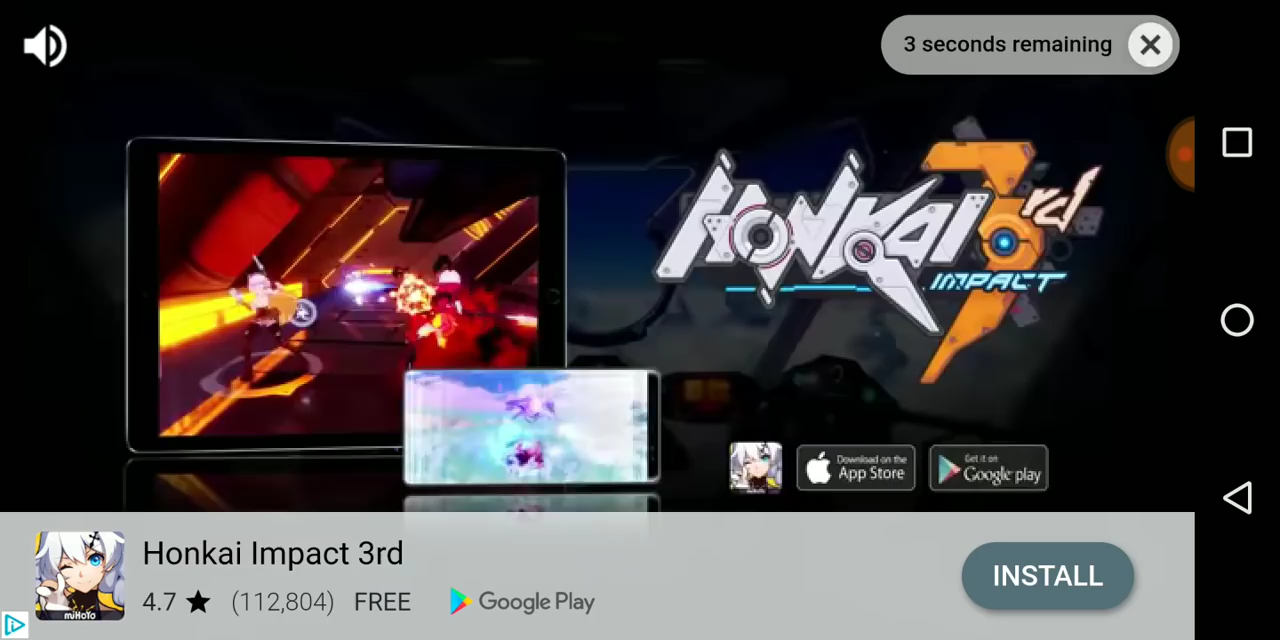 3 seconds remaining
HONKAI 3rd
IMPACT
Download on the
App Store
Get it on
Google play
Honkai Impact 3rd
4.7 ★ (112,804) FREE Google Play
miHoYo
INSTALL